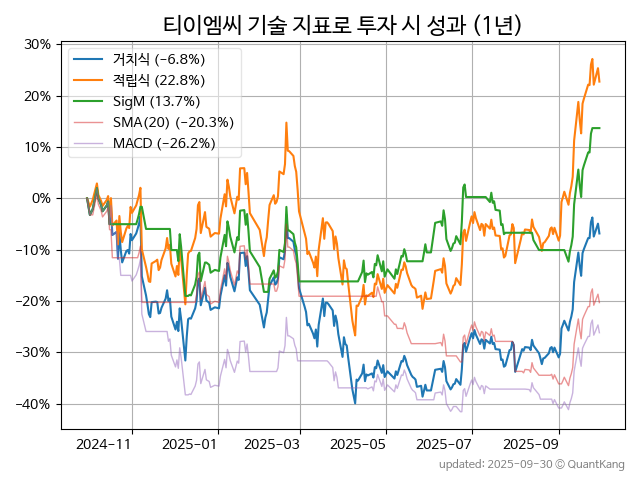 티이엠씨 기술 지표로 투자 시 성과 (1년)
거치식 (-6.8%)
적립식 (22.8%)
SigM (13.7%)
SMA(20) (-20.3%)
MACD (-26.2%)
30%
20%
10%
0%
-10%
-20%
-30%
-40%
2024-11 2025-01 2025-03 2025-05 2025-07 2025-09
updated: 2025-09-30 © QuantKang